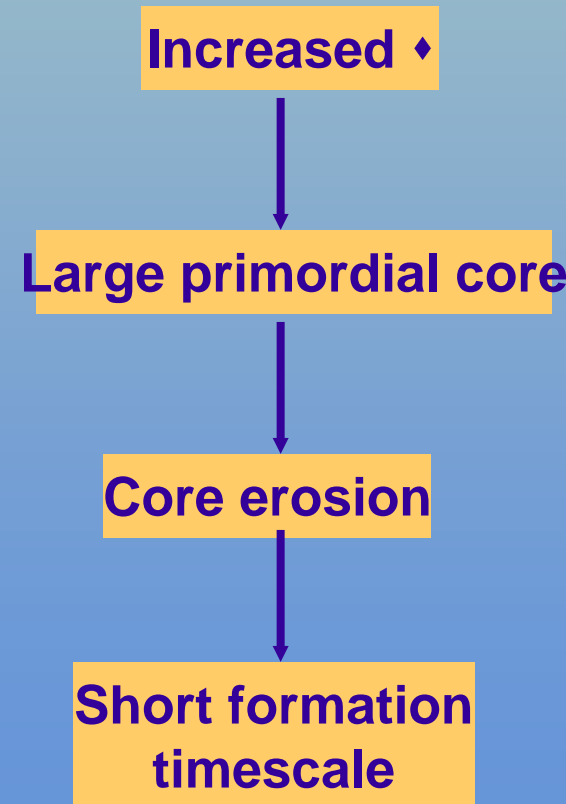 Increased ♦
Large primordial core
Core erosion
Short formation
timescale